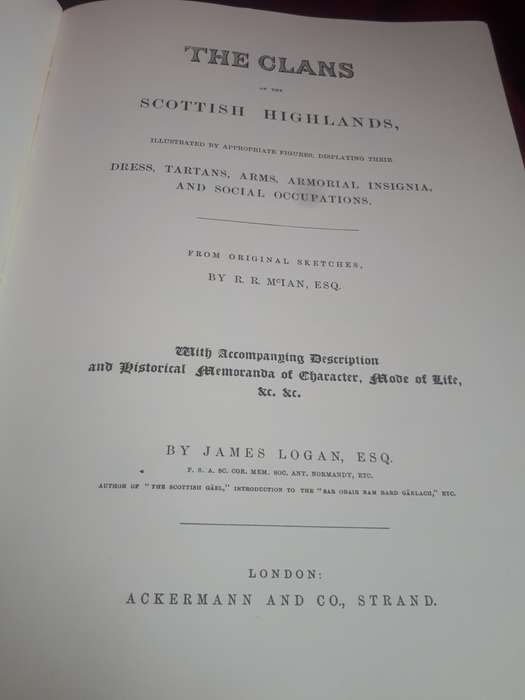 THE CLANS
OF THE
SCOTTISH HIGHLANDS,
ILLUSTRATED BY APPROPRIATE FIGURES, DISPLAYING THEIR
DRESS, TARTANS, ARMS, ARMORIAL INSIGNIA,
AND SOCIAL OCCUPATIONS.
FROM ORIGINAL SKETCHES,
BY R. R. McIAN, ESQ.
With Accompanying Description
and Historical Memoranda of Character, Mode of Life,
&c. &c.
BY JAMES LOGAN, ESQ.
F. S. A. SC. COR. MEM. SOC. ANT. NORMANDY, ETC.
AUTHOR OF "THE SCOTTISH GÄEL," INTRODUCTION TO THE "SAR OBAIR NAM BARD GÄELACH," ETC.
LONDON:
ACKERMANN AND CO., STRAND.